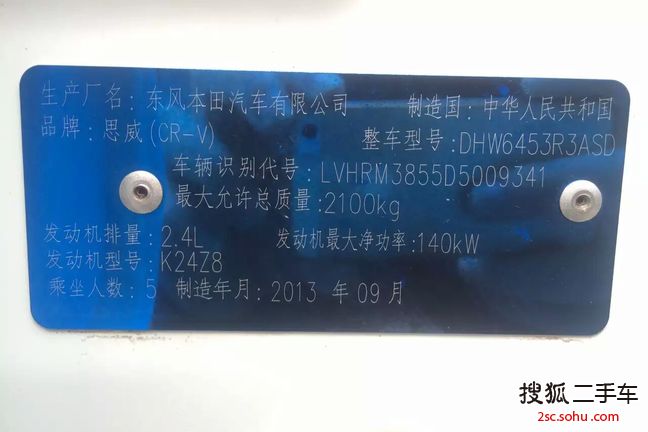 生产厂名：东风本田汽车有限公司 制造国：中华人民共和国
品牌：思威(CR-V) 整车型号：DHW6453R3ASD
车辆识别代号：LVHRM3855D5009341
最大允许总质量：2100kg
发动机排量：2.4L 发动机最大净功率：140kW
发动机型号：K24Z8
乘坐人数：5 制造年月：2013 年 09 月
搜狐二手车
2sc.sohu.com